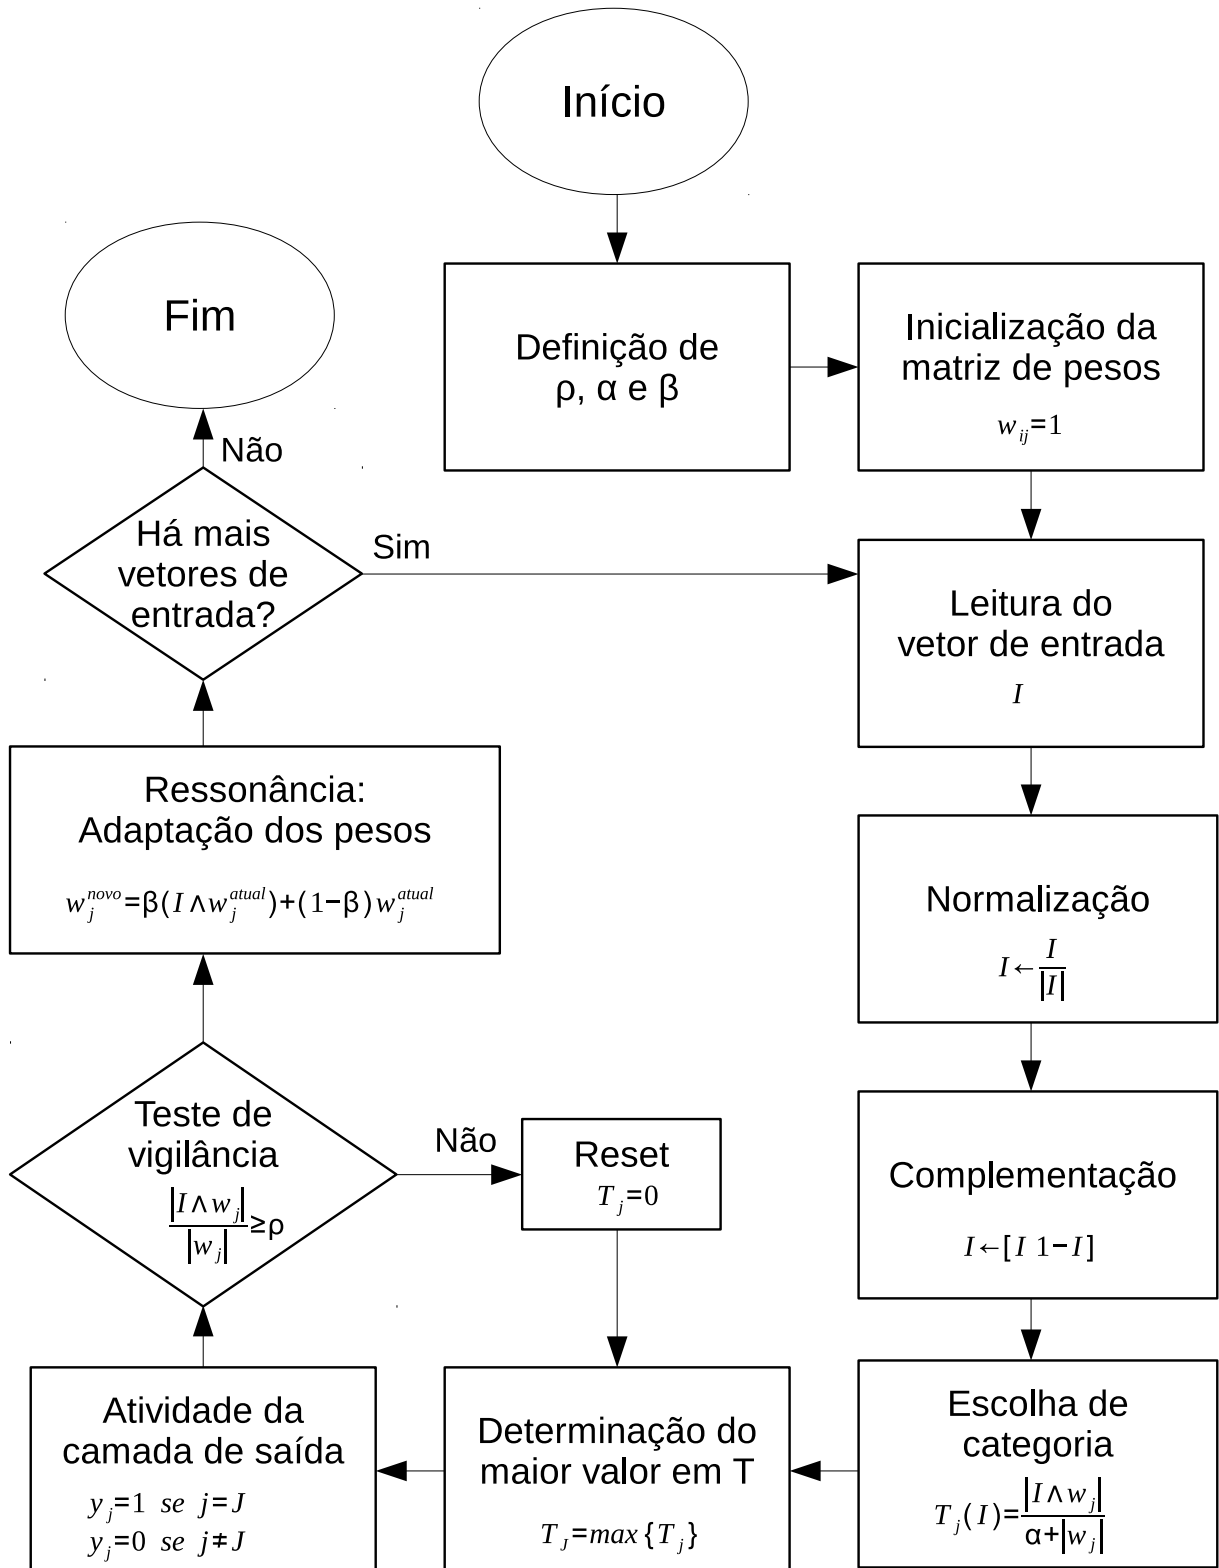 Início
Definição de
ρ, α e β
Inicialização da
matriz de pesos
w_ij=1
Leitura do
vetor de entrada
I
Normalização
I←I/|I|
Complementação
I←[I 1−I]
Escolha de
categoria
T_j(I)=|I∧w_j|/(α+|w_j|)
Determinação do
maior valor em T
T_J=max{T_j}
Atividade da
camada de saída
y_j=1 se j=J
y_j=0 se j≠J
Teste de
vigilância
|I∧w_j|/|w_j|≥ρ
Não
Reset
T_j=0
Ressonância:
Adaptação dos pesos
w_j^novo=β(I∧w_j^atual)+(1−β)w_j^atual
Há mais
vetores de
entrada?
Sim
Não
Fim